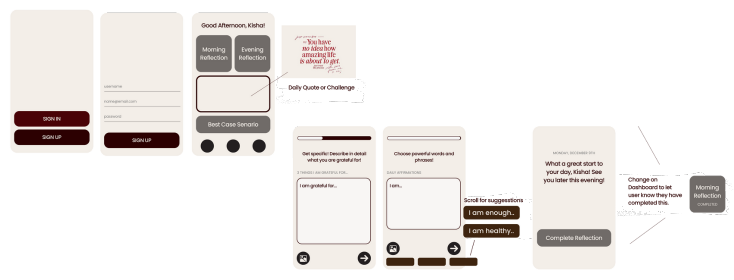 SIGN IN
SIGN UP
username
name@email.com
password
SIGN UP
Good Afternoon, Kisha!
Morning
Reflection
Evening
Reflection
Best Case Senario
You have
no idea how
amazing life
is about to get.
Daily Quote or Challenge
Get specific! Describe in detail
what you are grateful for!
3 THINGS I AM GRATEFUL FOR...
I am grateful for...
Choose powerful words and
phrases!
DAILY AFFIRMATIONS
I am...
Scroll for suggesstions
I am enough..
I am healthy..
MONDAY, DECEMBER 5TH
What a great start to
your day, Kisha! See
you later this evening!
Complete Reflection
Change on
Dashboard to let
user know they have
completed this.
Morning
Reflection
COMPLETED